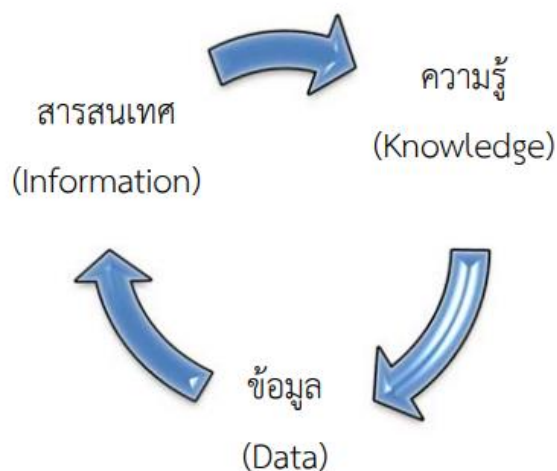 สารสนเทศ
(Information)
ความรู้
(Knowledge)
ข้อมูล
(Data)